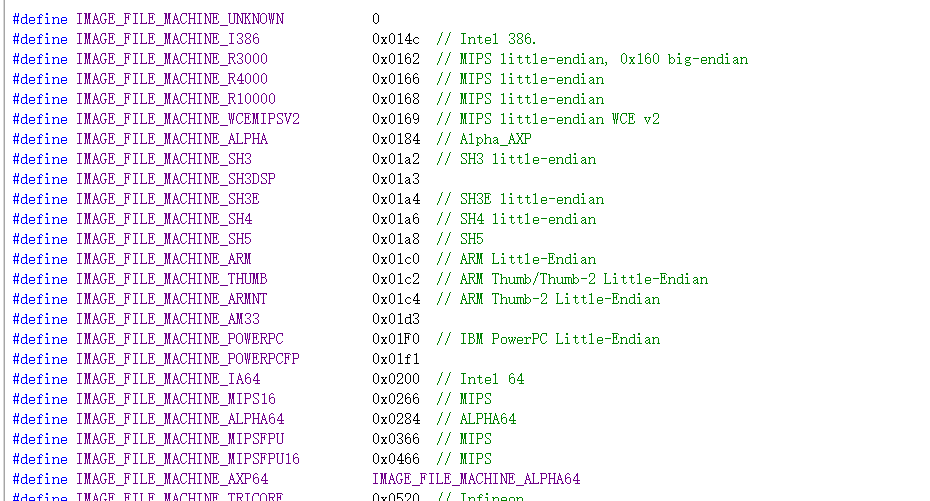 #define IMAGE_FILE_MACHINE_UNKNOWN 0
#define IMAGE_FILE_MACHINE_I386 0x014c // Intel 386.
#define IMAGE_FILE_MACHINE_R3000 0x0162 // MIPS little-endian, 0x160 big-endian
#define IMAGE_FILE_MACHINE_R4000 0x0166 // MIPS little-endian
#define IMAGE_FILE_MACHINE_R10000 0x0168 // MIPS little-endian
#define IMAGE_FILE_MACHINE_WCEMIPSV2 0x0169 // MIPS little-endian WCE v2
#define IMAGE_FILE_MACHINE_ALPHA 0x0184 // Alpha_AXP
#define IMAGE_FILE_MACHINE_SH3 0x01a2 // SH3 little-endian
#define IMAGE_FILE_MACHINE_SH3DSP 0x01a3
#define IMAGE_FILE_MACHINE_SH3E 0x01a4 // SH3E little-endian
#define IMAGE_FILE_MACHINE_SH4 0x01a6 // SH4 little-endian
#define IMAGE_FILE_MACHINE_SH5 0x01a8 // SH5
#define IMAGE_FILE_MACHINE_ARM 0x01c0 // ARM Little-Endian
#define IMAGE_FILE_MACHINE_THUMB 0x01c2 // ARM Thumb/Thumb-2 Little-Endian
#define IMAGE_FILE_MACHINE_ARMNT 0x01c4 // ARM Thumb-2 Little-Endian
#define IMAGE_FILE_MACHINE_AM33 0x01d3
#define IMAGE_FILE_MACHINE_POWERPC 0x01F0 // IBM PowerPC Little-Endian
#define IMAGE_FILE_MACHINE_POWERPCFP 0x01f1
#define IMAGE_FILE_MACHINE_IA64 0x0200 // Intel 64
#define IMAGE_FILE_MACHINE_MIPS16 0x0266 // MIPS
#define IMAGE_FILE_MACHINE_ALPHA64 0x0284 // ALPHA64
#define IMAGE_FILE_MACHINE_MIPSFPU 0x0366 // MIPS
#define IMAGE_FILE_MACHINE_MIPSFPU16 0x0466 // MIPS
#define IMAGE_FILE_MACHINE_AXP64 IMAGE_FILE_MACHINE_ALPHA64
#define IMAGE_FILE_MACHINE_TRICORE 0x0520 // Infineon